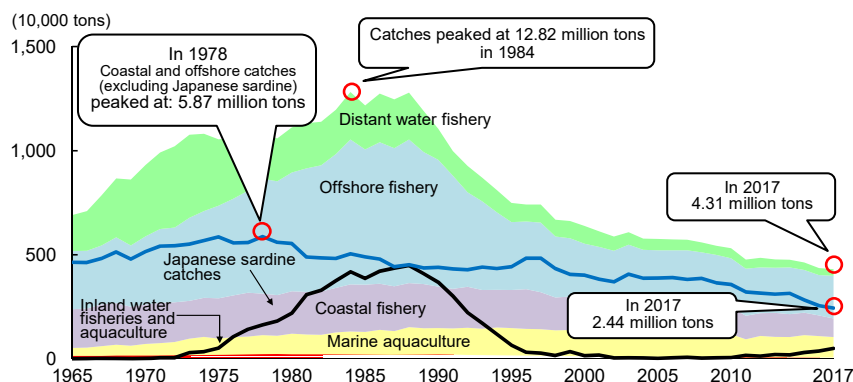 (10,000 tons)
1,500
1,000
500
0
In 1978
Coastal and offshore catches
(excluding Japanese sardine)
peaked at: 5.87 million tons
Catches peaked at 12.82 million tons
in 1984
Distant water fishery
Offshore fishery
In 2017
4.31 million tons
Japanese sardine
catches
Inland water
fisheries and
aquaculture
Coastal fishery
In 2017
2.44 million tons
Marine aquaculture
1965 1970 1975 1980 1985 1990 1995 2000 2005 2010 2017